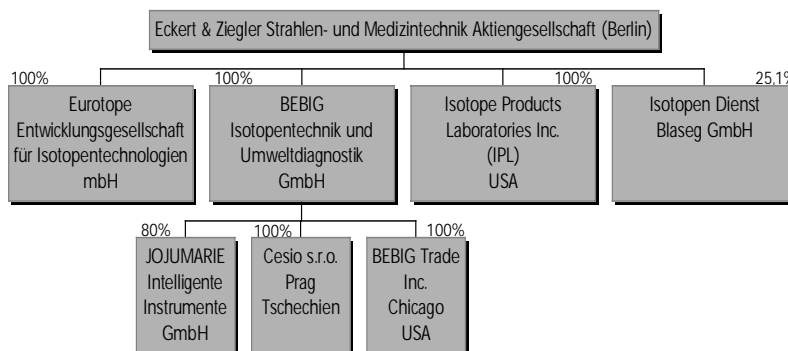 Eckert & Ziegler Strahlen- und Medizintechnik Aktiengesellschaft (Berlin)
100%
Eurotope
Entwicklungsgesellschaft
für Isotopentechnologien
mbH
100%
BEBIG
Isotopentechnik und
Umweltdiagnostik
GmbH
100%
Isotope Products
Laboratories Inc.
(IPL)
USA
25,1%
Isotopen Dienst
Blaseg GmbH
80%
JOJUMARIE
Intelligente
Instrumente
GmbH
100%
Cesio s.r.o.
Prag
Tschechien
100%
BEBIG Trade
Inc.
Chicago
USA